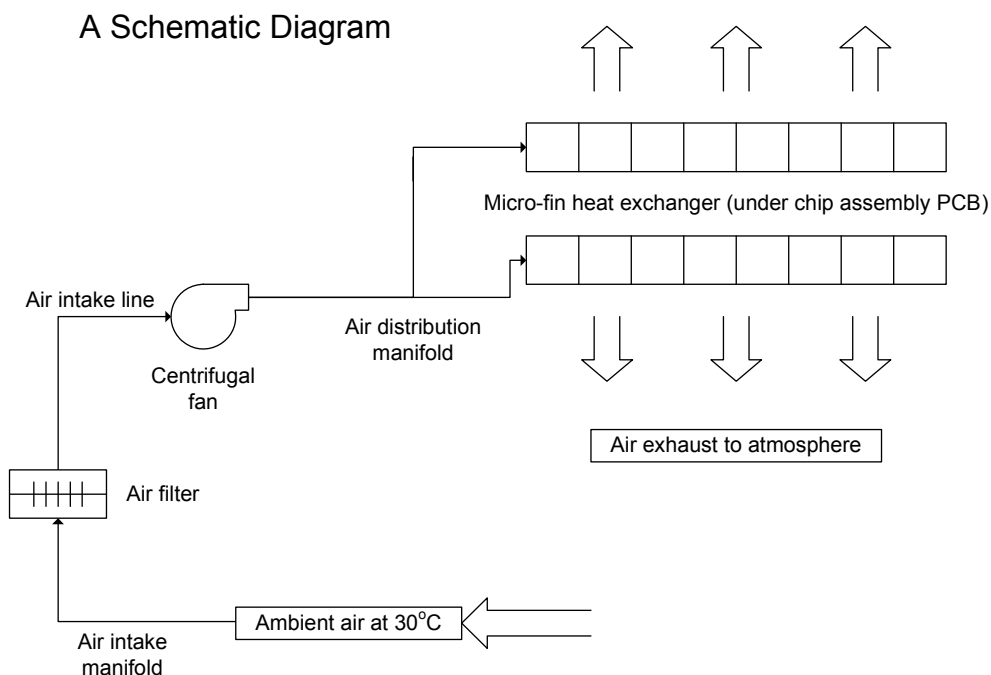 A Schematic Diagram
Micro-fin heat exchanger (under chip assembly PCB)
Air intake line
Air distribution
manifold
Centrifugal
fan
Air exhaust to atmosphere
Air filter
Ambient air at 30°C
Air intake
manifold